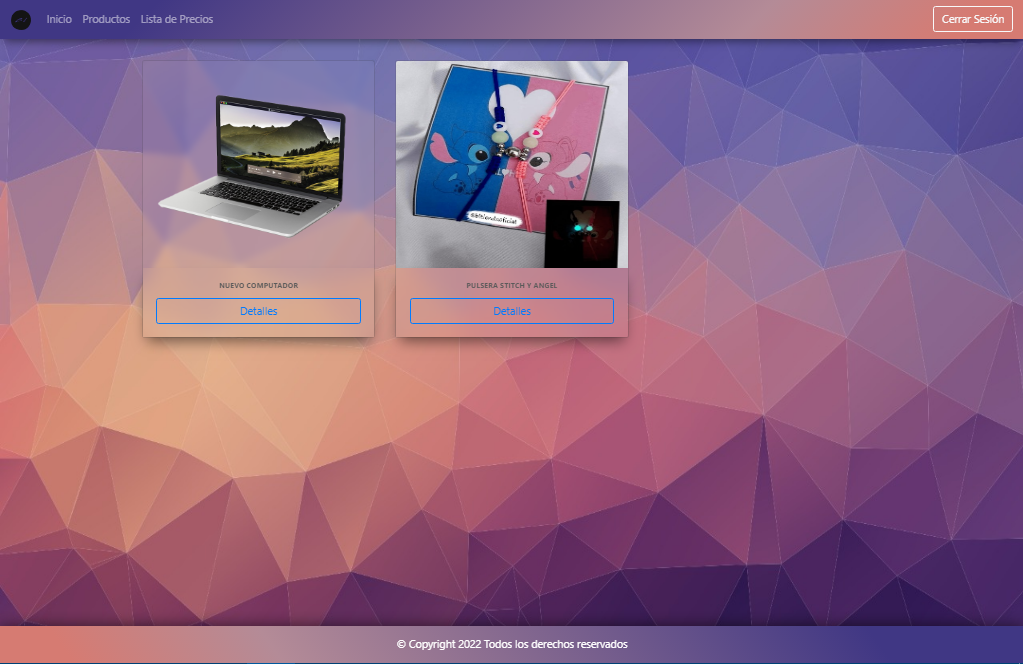 Inicio Productos Lista de Precios Cerrar Sesión
@bltiendaoficial
NUEVO COMPUTADOR
PULSERA STITCH Y ANGEL
Detalles
Detalles
© Copyright 2022 Todos los derechos reservados